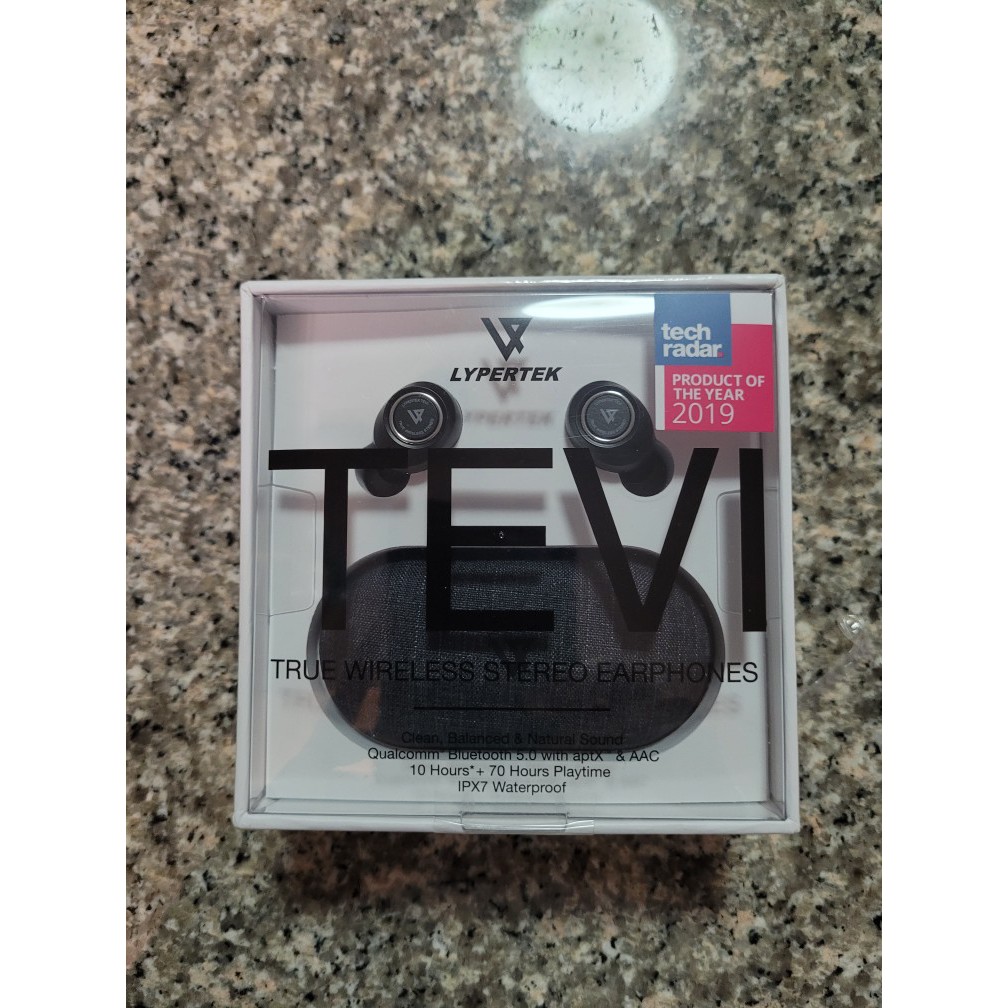 LYPERTEK
tech
radar.
PRODUCT OF
THE YEAR
2019
TEVI
TRUE WIRELESS STEREO EARPHONES
Clean, Balanced & Natural Sound
Qualcomm® Bluetooth 5.0 with aptX™ & AAC
10 Hours*+ 70 Hours Playtime
IPX7 Waterproof